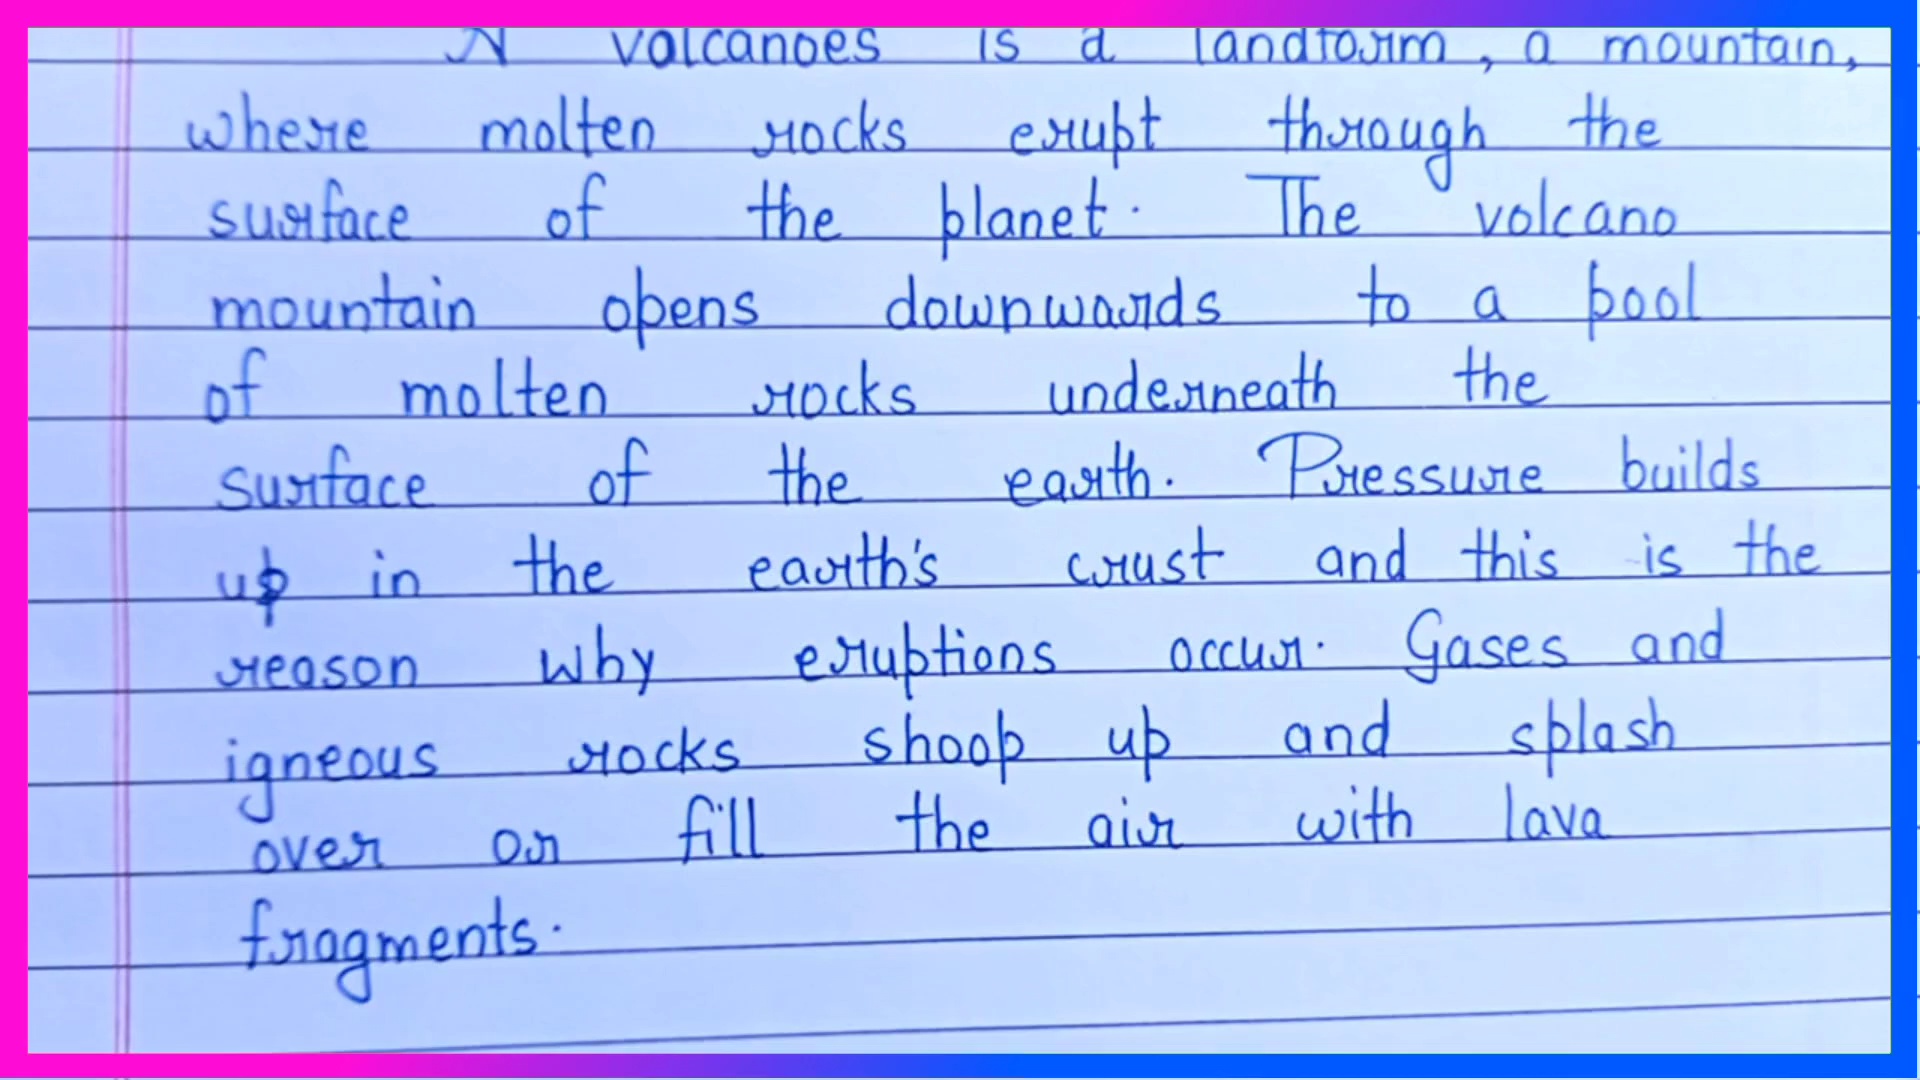 A volcanoes is a landform, a mountain,
where molten rocks erupt through the
surface of the planet. The volcano
mountain opens downwards to a pool
of molten rocks underneath the
surface of the earth. Pressure builds
up in the earth's crust and this is the
reason why eruptions occur. Gases and
igneous rocks shoop up and splash
over or fill the air with lava
fragments.